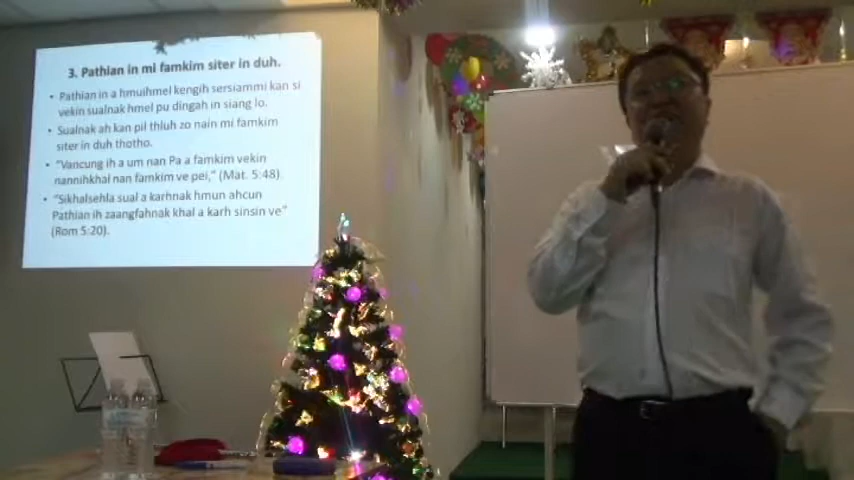 3. Pathian in mi famkim siter in duh.
• Pathian in a hmuihmel kengih sersiammi kan si
vekin sualnak hmel pu dingah in siang lo.
• Sualnak ah kan pil thluh zo nain mi famkim
siter in duh thotho.
• "Vancung ih a um nan Pa a famkim vekin
nannihkhal nan famkim ve pei," (Mat. 5:48).
• "Sikhalsehla sual a karhnak hmun ahcun
Pathian ih zaangfahnak khal a karh sinsin ve"
(Rom 5:20).